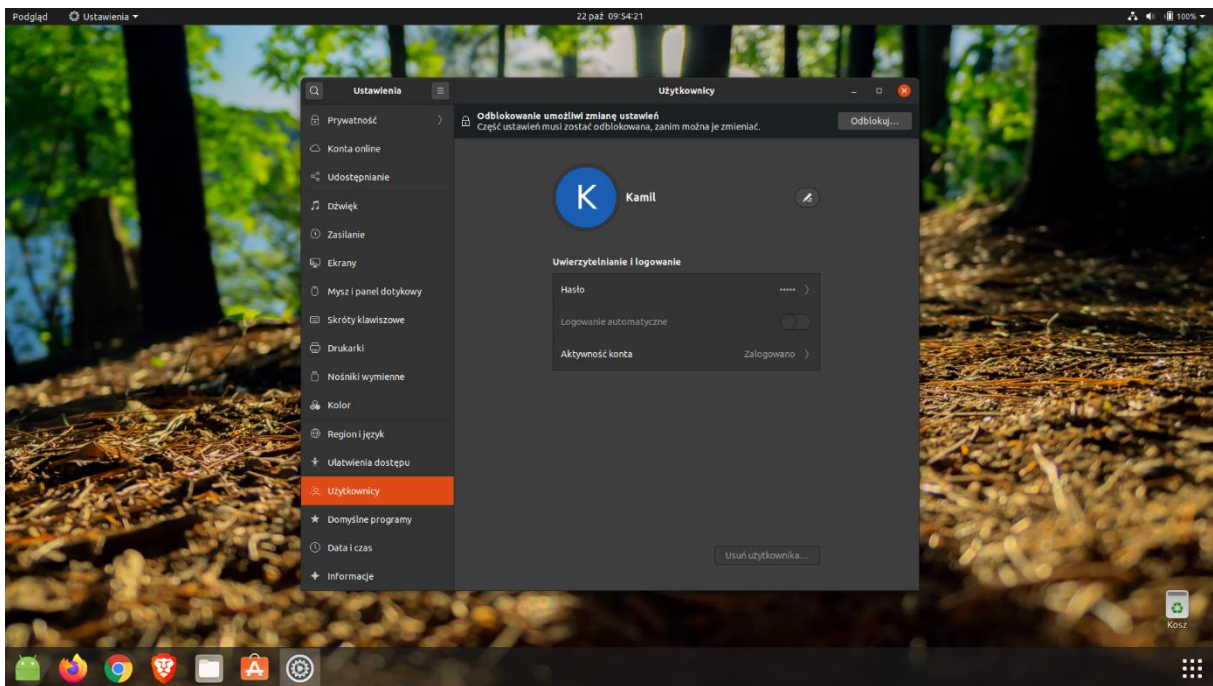 Podgląd
Ustawienia
22 paź 09:54:21
100%
Ustawienia
Użytkownicy
Prywatność
Konta online
Udostępnianie
Dźwięk
Zasilanie
Ekrany
Mysz i panel dotykowy
Skróty klawiszowe
Drukarki
Nośniki wymienne
Kolor
Region i język
Ułatwienia dostępu
Użytkownicy
Domyślne programy
Data i czas
Informacje
Odblokowanie umożliwi zmianę ustawień
Część ustawień musi zostać odblokowana, zanim można je zmieniać.
Odblokuj...
K
Kamil
Uwierzytelnianie i logowanie
Hasło •••••
Logowanie automatyczne
Aktywność konta Zalogowano
Usuń użytkownika...
Kosz